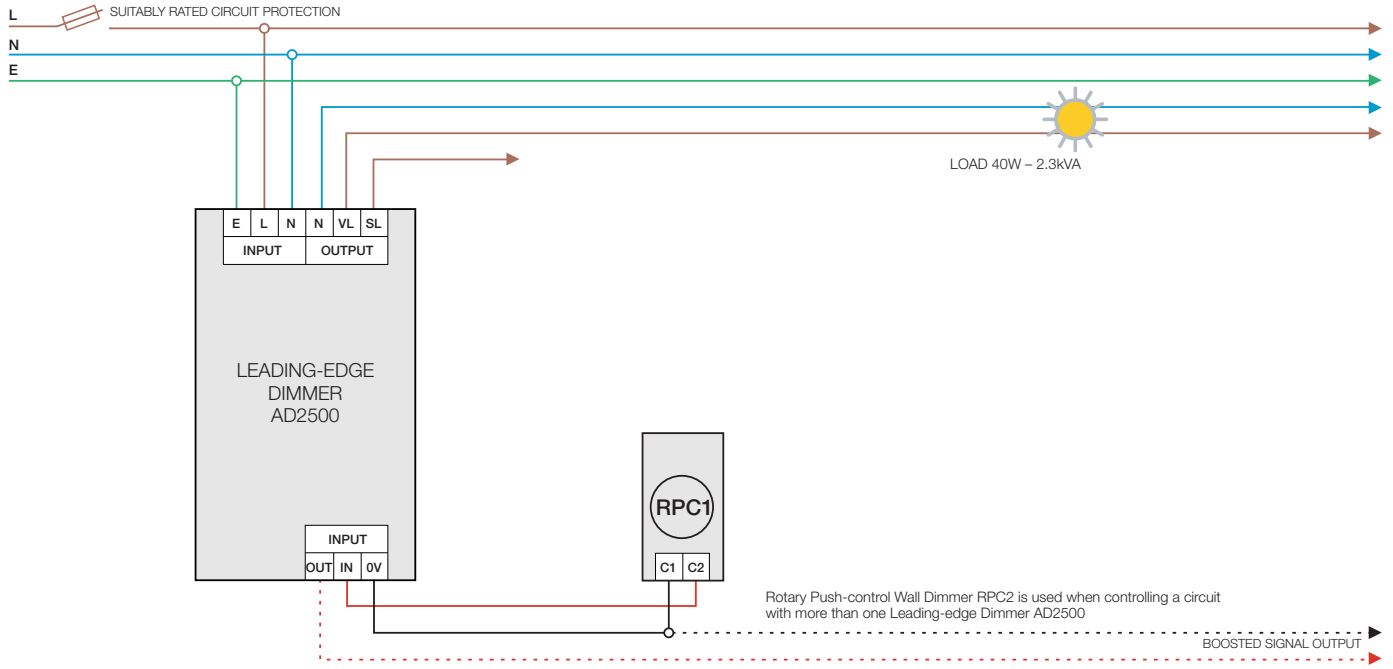 L
SUITABLY RATED CIRCUIT PROTECTION
N
E
LOAD 40W – 2.3kVA
E L N N VL SL
INPUT OUTPUT
LEADING-EDGE
DIMMER
AD2500
RPC1
INPUT
OUT IN 0V
C1 C2
Rotary Push-control Wall Dimmer RPC2 is used when controlling a circuit
with more than one Leading-edge Dimmer AD2500
BOOSTED SIGNAL OUTPUT